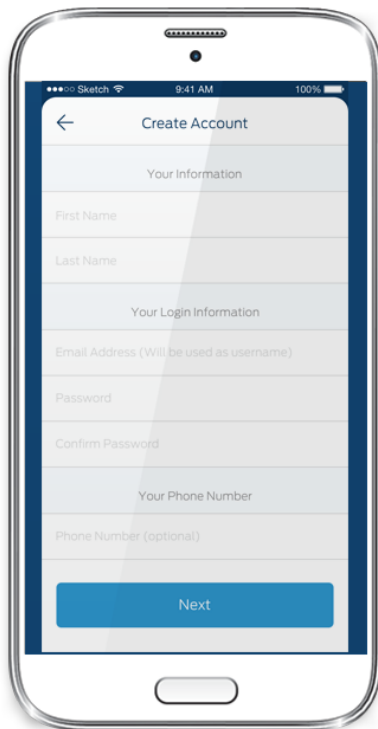 Sketch 9:41 AM 100%
Create Account
Your Information
First Name
Last Name
Your Login Information
Email Address (Will be used as username)
Password
Confirm Password
Your Phone Number
Phone Number (optional)
Next